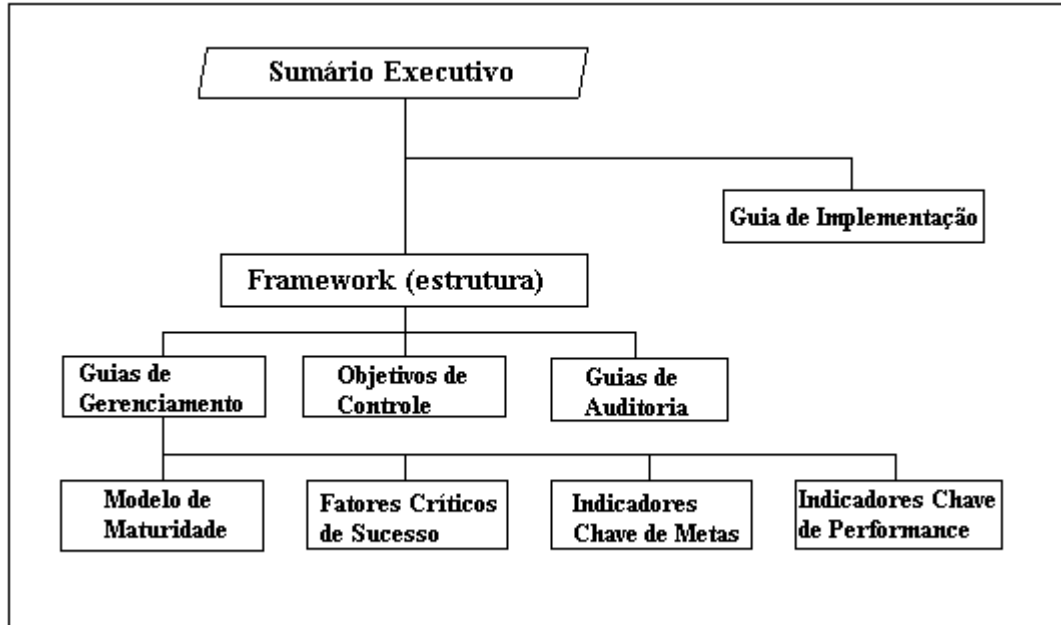 Sumário Executivo
Guia de Implementação
Framework (estrutura)
Guias de
Gerenciamento
Objetivos de
Controle
Guias de
Auditoria
Modelo de
Maturidade
Fatores Críticos
de Sucesso
Indicadores
Chave de Metas
Indicadores Chave
de Performance